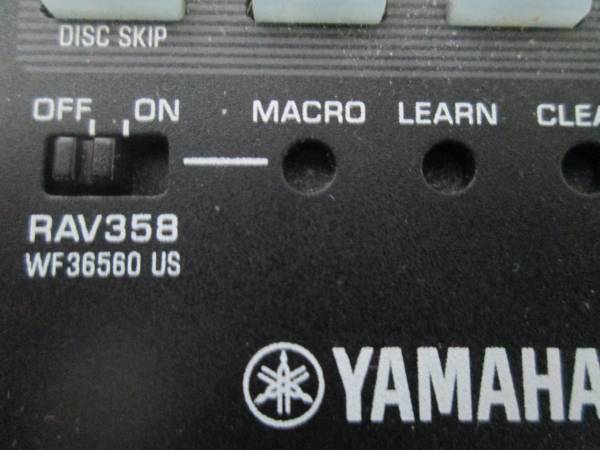 DISC SKIP
OFF ON MACRO LEARN
RAV358
WF36560 US
YAMAHA